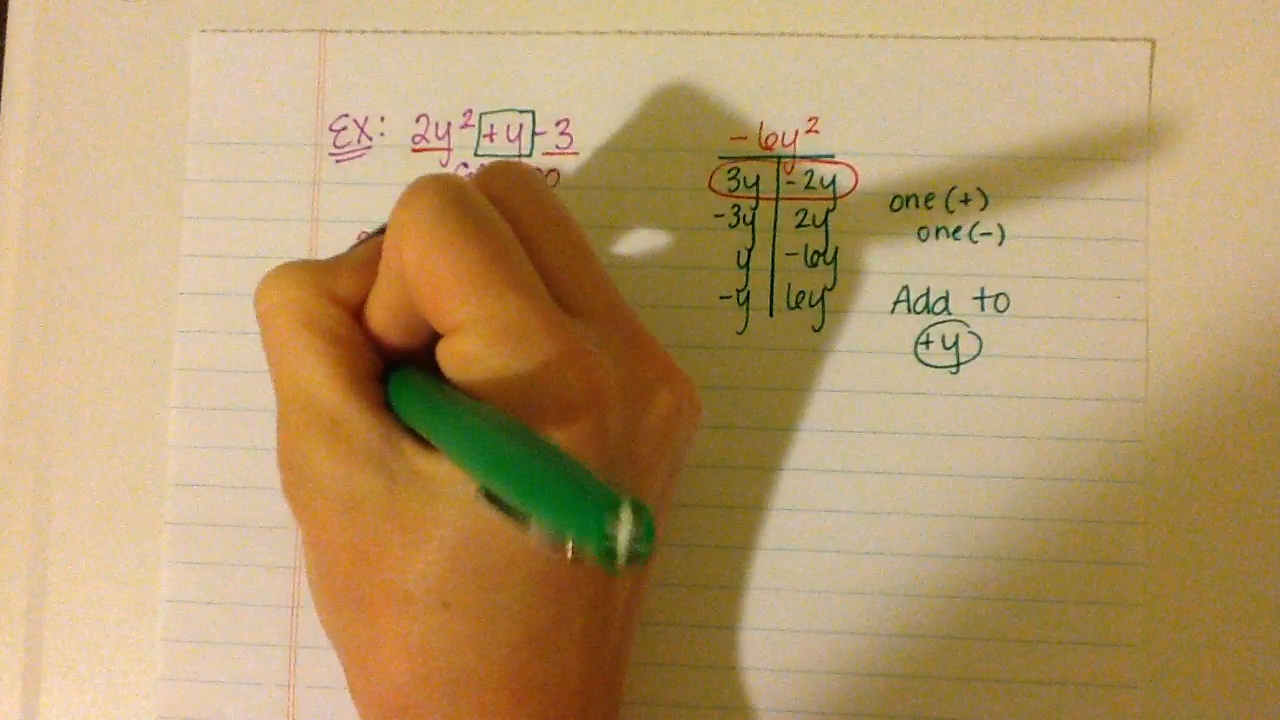 EX: 2y² +y -3
-6y²
3y | -2y
-3y | 2y
y | -6y
-y | 6y
one (+)
one (-)
Add to
+y